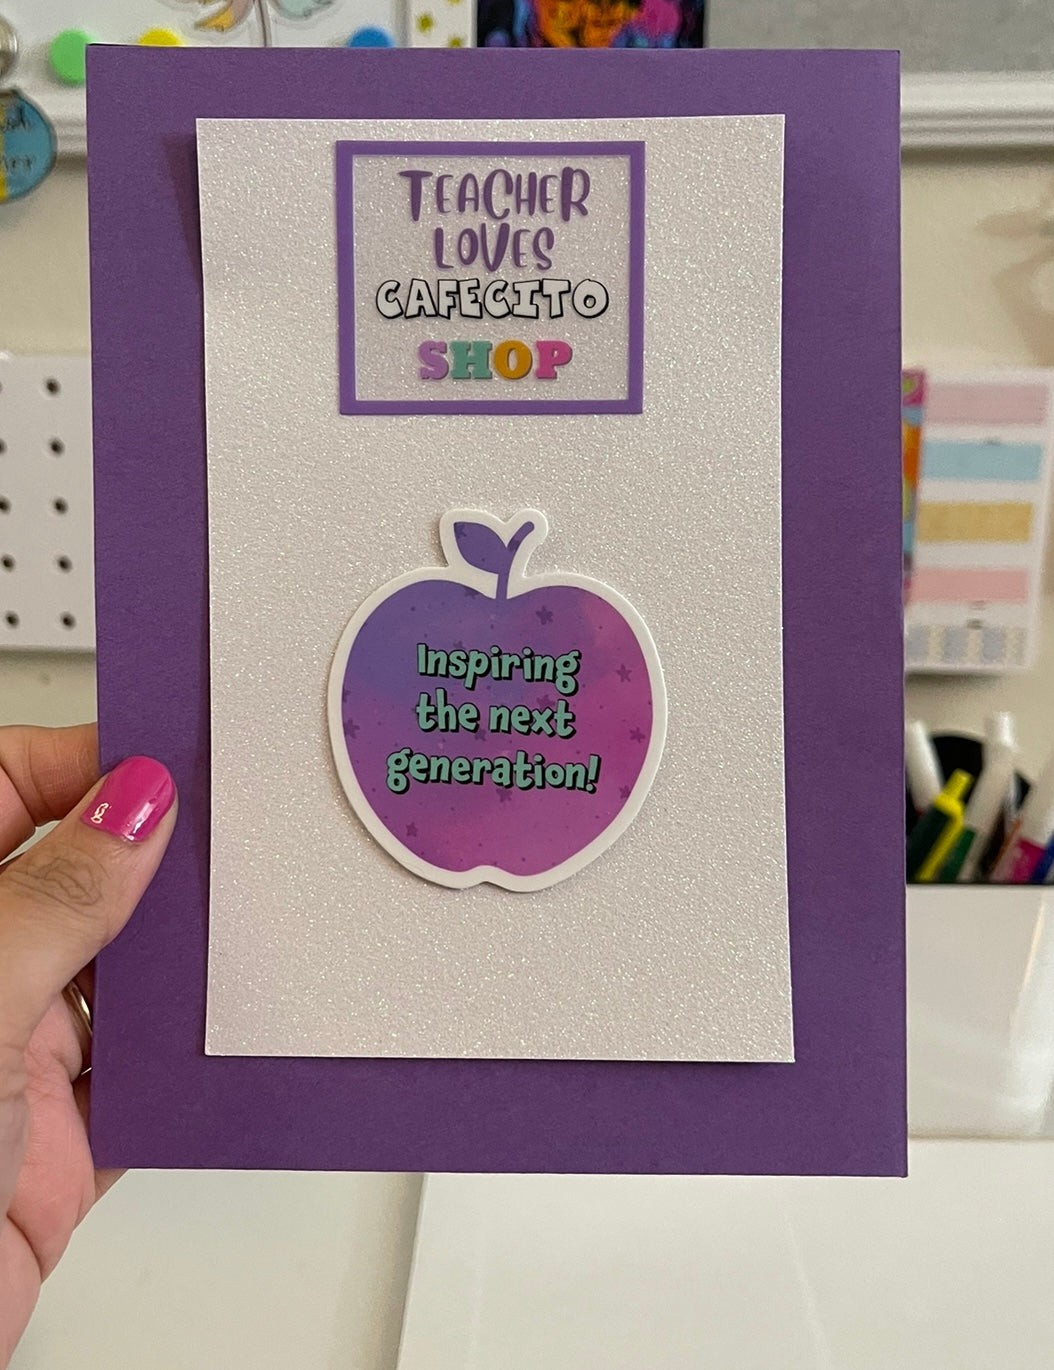 TEACHER
LOVES
CAFECITO
SHOP
Inspiring
the next
generation!